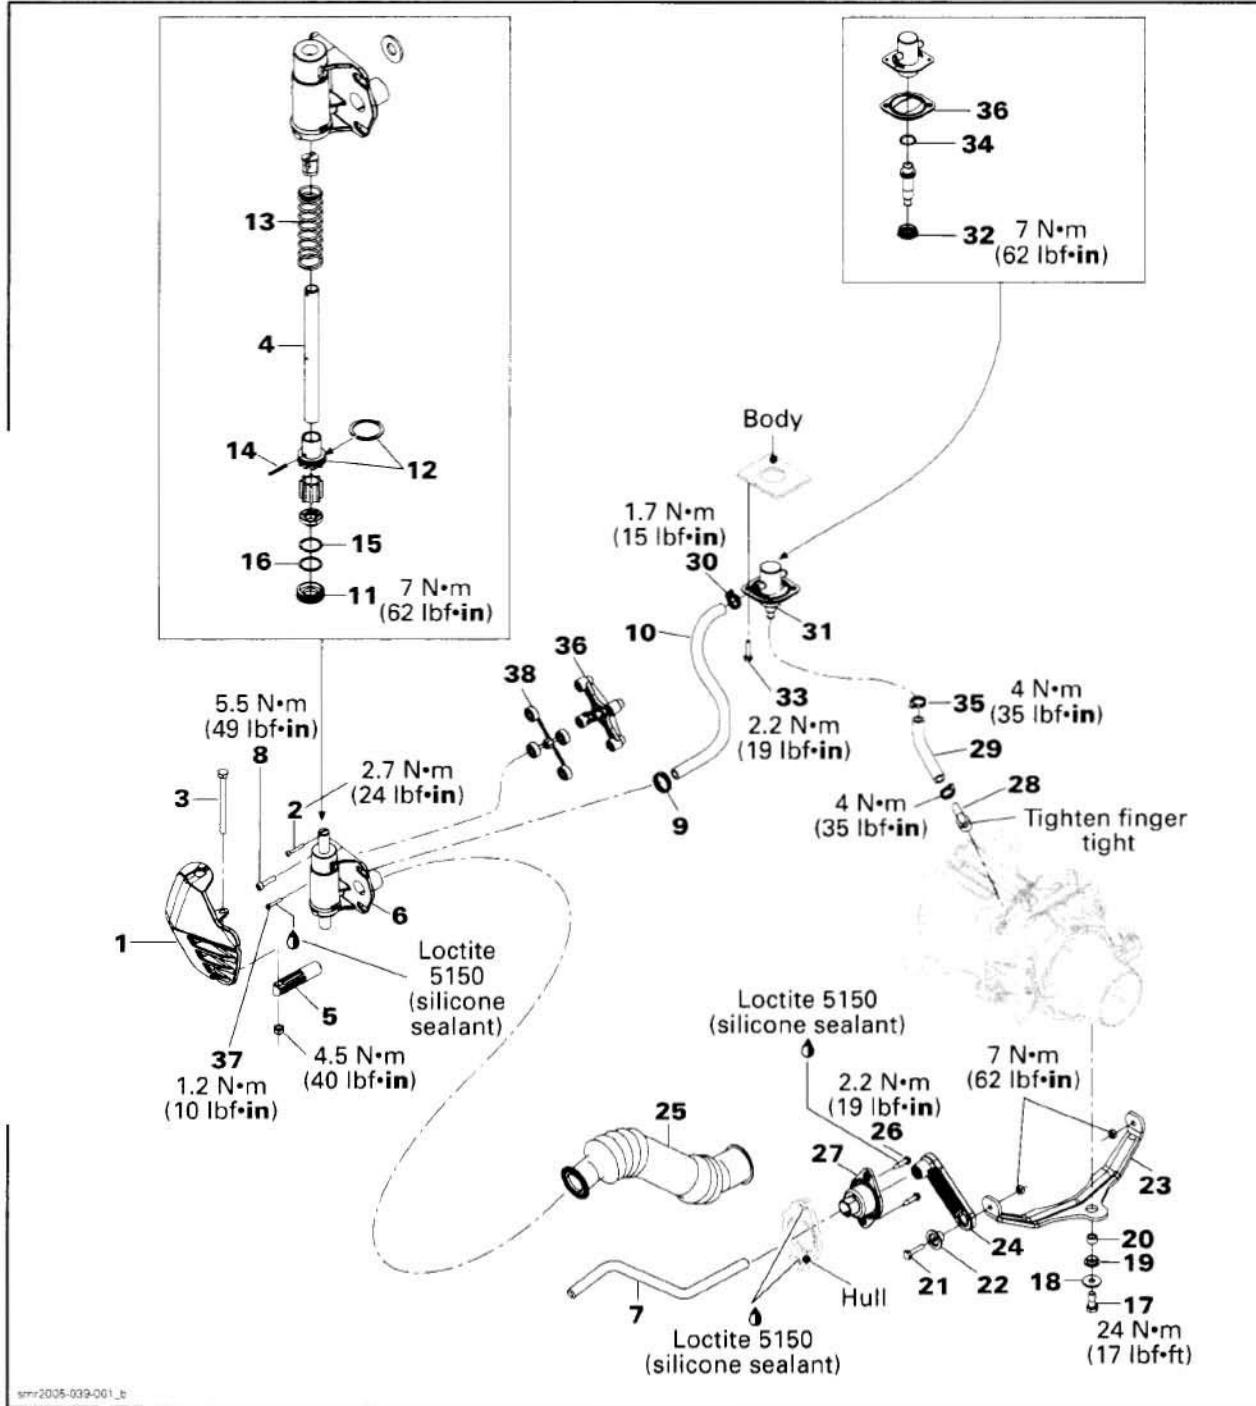 36
34
32 7 N•m
(62 lbf•in)
13
4
14
12
15
16
11 7 N•m
(62 lbf•in)
Body
1.7 N•m
(15 lbf•in)
30
10
31
36
38
33
2.2 N•m
(19 lbf•in)
35 4 N•m
(35 lbf•in)
29
28
4 N•m
(35 lbf•in)
Tighten finger
tight
5.5 N•m
(49 lbf•in)
8
3
2 2.7 N•m
(24 lbf•in)
9
6
1
Loctite
5150
(silicone
sealant)
5
37
1.2 N•m
(10 lbf•in)
4.5 N•m
(40 lbf•in)
Loctite 5150
(silicone sealant)
2.2 N•m
(19 lbf•in)
26
7 N•m
(62 lbf•in)
25
27
23
24
20
19
18
22
21
17
24 N•m
(17 lbf•ft)
Hull
7
Loctite 5150
(silicone sealant)
smr2005-039-001_b